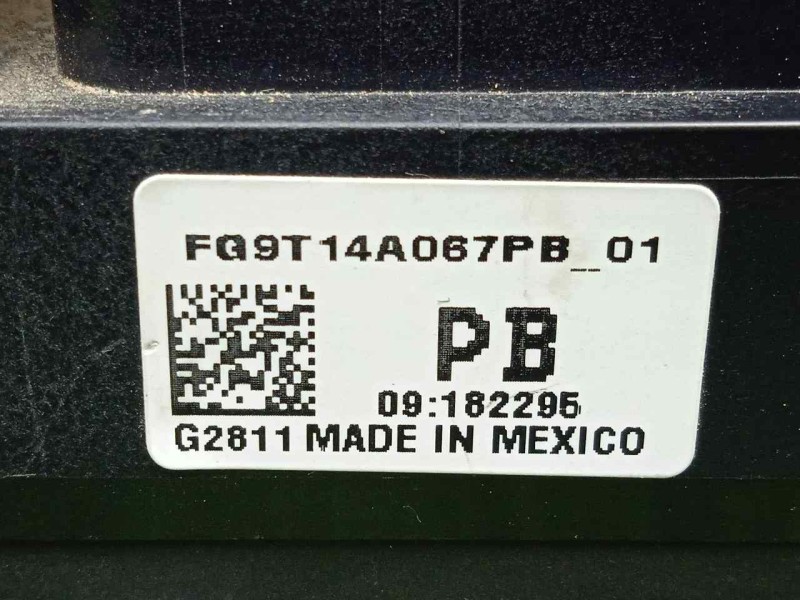 FG9T14A067PB_01
PB
09:182295
G2811 MADE IN MEXICO